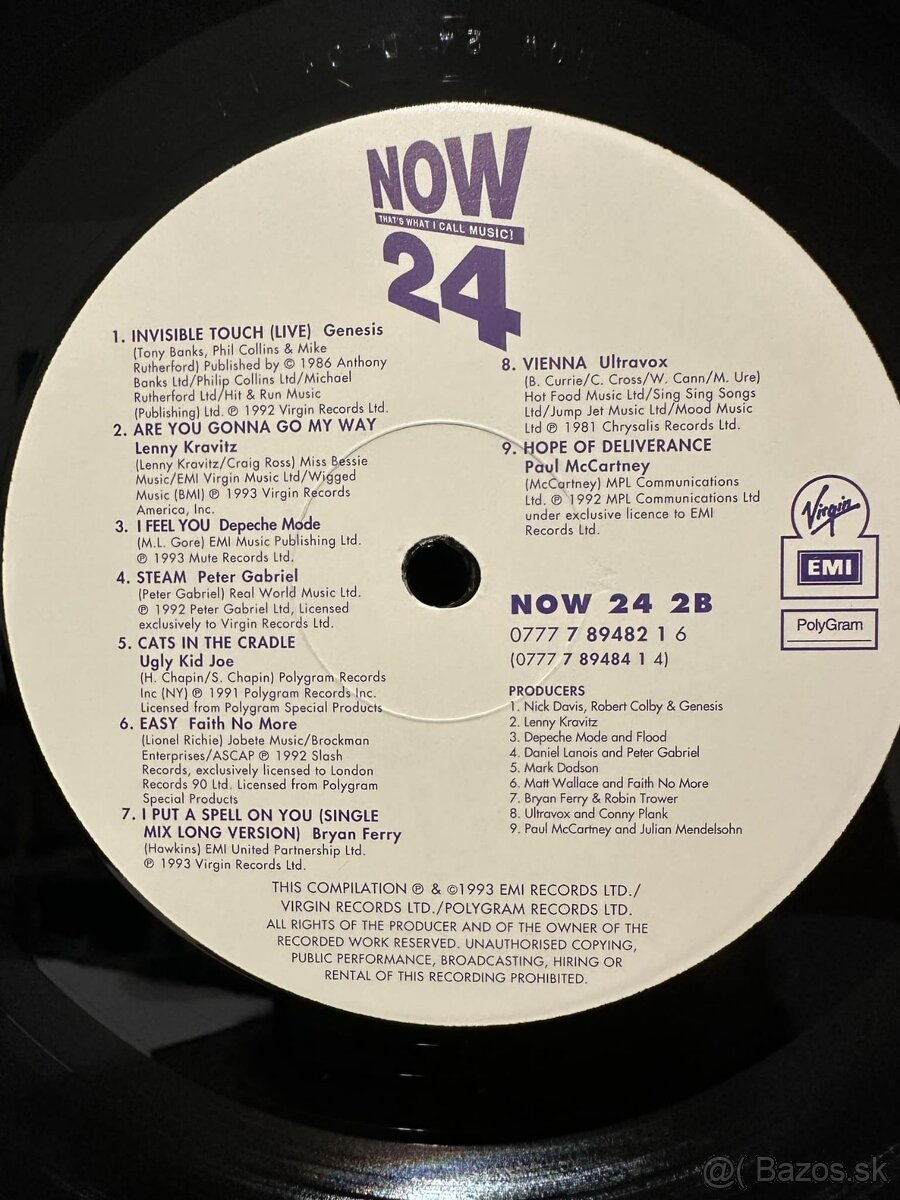 NOW
THAT'S WHAT I CALL MUSIC!
24
1. INVISIBLE TOUCH (LIVE) Genesis
(Tony Banks, Phil Collins & Mike
Rutherford) Published by © 1986 Anthony
Banks Ltd/Philip Collins Ltd/Michael
Rutherford Ltd/Hit & Run Music
(Publishing) Ltd. ℗ 1992 Virgin Records Ltd.
2. ARE YOU GONNA GO MY WAY
Lenny Kravitz
(Lenny Kravitz/Craig Ross) Miss Bessie
Music/EMI Virgin Music Ltd/Wigged
Music (BMI) ℗ 1993 Virgin Records
America, Inc.
3. I FEEL YOU Depeche Mode
(M.L. Gore) EMI Music Publishing Ltd.
℗ 1993 Mute Records Ltd.
4. STEAM Peter Gabriel
(Peter Gabriel) Real World Music Ltd.
℗ 1992 Peter Gabriel Ltd, Licensed
exclusively to Virgin Records Ltd.
5. CATS IN THE CRADLE
Ugly Kid Joe
(H. Chapin/S. Chapin) Polygram Records
Inc (NY) ℗ 1991 Polygram Records Inc.
Licensed from Polygram Special Products
6. EASY Faith No More
(Lionel Richie) Jobete Music/Brockman
Enterprises/ASCAP ℗ 1992 Slash
Records, exclusively licensed to London
Records 90 Ltd. Licensed from Polygram
Special Products
7. I PUT A SPELL ON YOU (SINGLE
MIX LONG VERSION) Bryan Ferry
(Hawkins) EMI United Partnership Ltd.
℗ 1993 Virgin Records Ltd.
8. VIENNA Ultravox
(B. Currie/C. Cross/W. Cann/M. Ure)
Hot Food Music Ltd/Sing Sing Songs
Ltd/Jump Jet Music Ltd/Mood Music
Ltd ℗ 1981 Chrysalis Records Ltd.
9. HOPE OF DELIVERANCE
Paul McCartney
(McCartney) MPL Communications
Ltd. ℗ 1992 MPL Communications Ltd
under exclusive licence to EMI
Records Ltd.
Virgin
EMI
PolyGram
NOW 24 2B
0777 7 89482 1 6
(0777 7 89484 1 4)
PRODUCERS
1. Nick Davis, Robert Colby & Genesis
2. Lenny Kravitz
3. Depeche Mode and Flood
4. Daniel Lanois and Peter Gabriel
5. Mark Dodson
6. Matt Wallace and Faith No More
7. Bryan Ferry & Robin Trower
8. Ultravox and Conny Plank
9. Paul McCartney and Julian Mendelsohn
THIS COMPILATION ℗ & ©1993 EMI RECORDS LTD./
VIRGIN RECORDS LTD./POLYGRAM RECORDS LTD.
ALL RIGHTS OF THE PRODUCER AND OF THE OWNER OF THE
RECORDED WORK RESERVED. UNAUTHORISED COPYING,
PUBLIC PERFORMANCE, BROADCASTING, HIRING OR
RENTAL OF THIS RECORDING PROHIBITED.
@( Bazos.sk